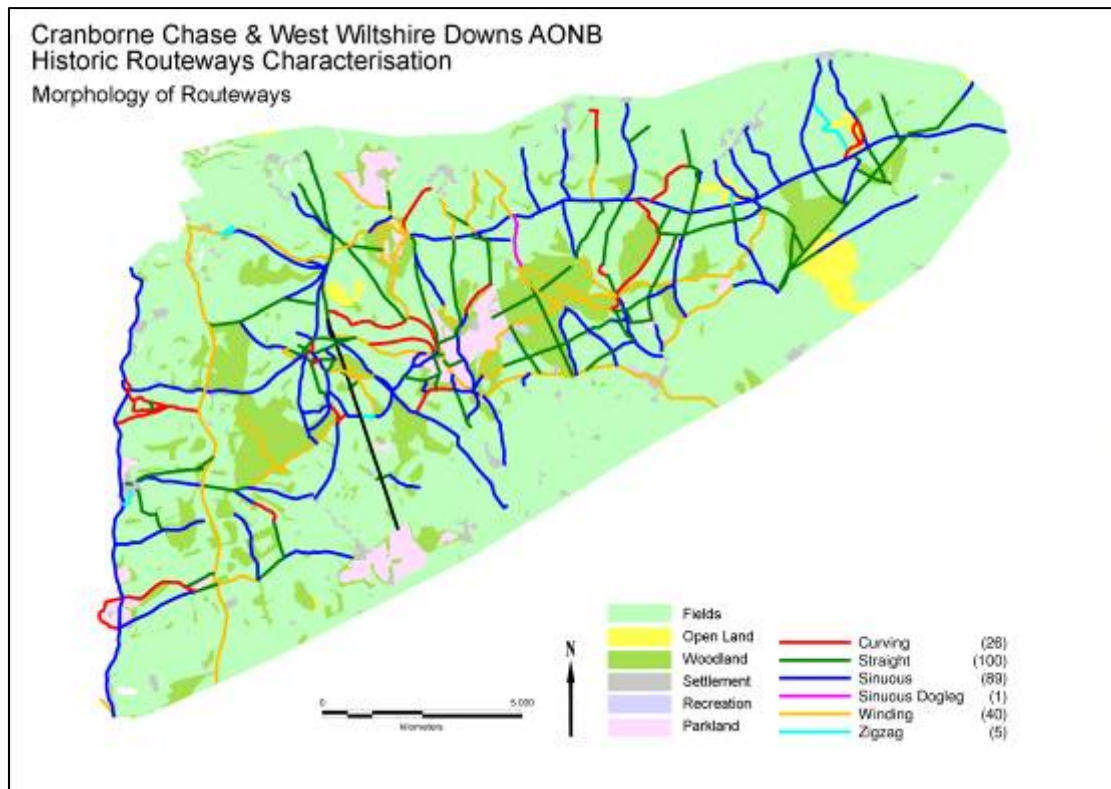 Cranborne Chase & West Wiltshire Downs AONB
Historic Routeways Characterisation
Morphology of Routeways
Fields
Open Land
Woodland
Settlement
Recreation
Parkland
N
0 5.000
kilometers
Curving (26)
Straight (100)
Sinuous (89)
Sinuous Dogleg (1)
Winding (40)
Zigzag (5)